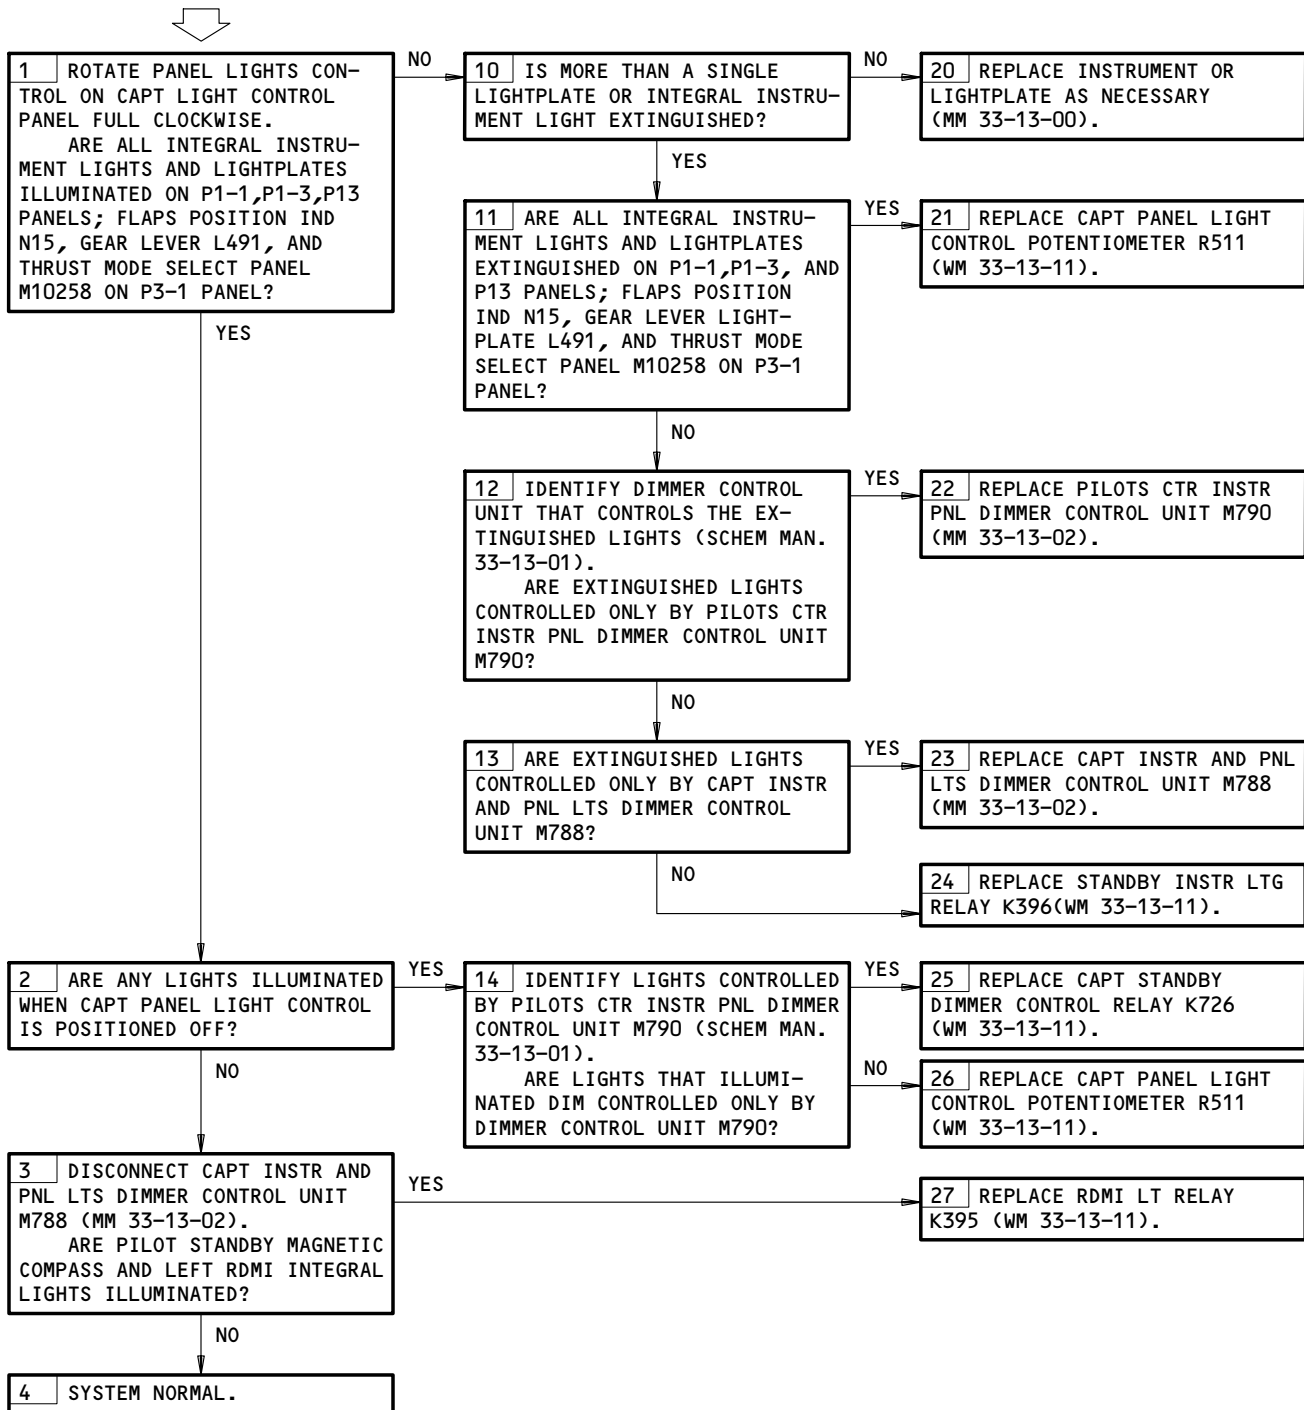 1 ROTATE PANEL LIGHTS CON-
TROL ON CAPT LIGHT CONTROL
PANEL FULL CLOCKWISE.
ARE ALL INTEGRAL INSTRU-
MENT LIGHTS AND LIGHTPLATES
ILLUMINATED ON P1-1,P1-3,P13
PANELS; FLAPS POSITION IND
N15, GEAR LEVER L491, AND
THRUST MODE SELECT PANEL
M10258 ON P3-1 PANEL?
NO
YES
10 IS MORE THAN A SINGLE
LIGHTPLATE OR INTEGRAL INSTRU-
MENT LIGHT EXTINGUISHED?
NO
YES
20 REPLACE INSTRUMENT OR
LIGHTPLATE AS NECESSARY
(MM 33-13-00).
11 ARE ALL INTEGRAL INSTRU-
MENT LIGHTS AND LIGHTPLATES
EXTINGUISHED ON P1-1,P1-3, AND
P13 PANELS; FLAPS POSITION
IND N15, GEAR LEVER LIGHT-
PLATE L491, AND THRUST MODE
SELECT PANEL M10258 ON P3-1
PANEL?
YES
NO
21 REPLACE CAPT PANEL LIGHT
CONTROL POTENTIOMETER R511
(WM 33-13-11).
12 IDENTIFY DIMMER CONTROL
UNIT THAT CONTROLS THE EX-
TINGUISHED LIGHTS (SCHEM MAN.
33-13-01).
ARE EXTINGUISHED LIGHTS
CONTROLLED ONLY BY PILOTS CTR
INSTR PNL DIMMER CONTROL UNIT
M790?
YES
NO
22 REPLACE PILOTS CTR INSTR
PNL DIMMER CONTROL UNIT M790
(MM 33-13-02).
13 ARE EXTINGUISHED LIGHTS
CONTROLLED ONLY BY CAPT INSTR
AND PNL LTS DIMMER CONTROL
UNIT M788?
YES
NO
23 REPLACE CAPT INSTR AND PNL
LTS DIMMER CONTROL UNIT M788
(MM 33-13-02).
24 REPLACE STANDBY INSTR LTG
RELAY K396(WM 33-13-11).
2 ARE ANY LIGHTS ILLUMINATED
WHEN CAPT PANEL LIGHT CONTROL
IS POSITIONED OFF?
YES
NO
14 IDENTIFY LIGHTS CONTROLLED
BY PILOTS CTR INSTR PNL DIMMER
CONTROL UNIT M790 (SCHEM MAN.
33-13-01).
ARE LIGHTS THAT ILLUMI-
NATED DIM CONTROLLED ONLY BY
DIMMER CONTROL UNIT M790?
YES
NO
25 REPLACE CAPT STANDBY
DIMMER CONTROL RELAY K726
(WM 33-13-11).
26 REPLACE CAPT PANEL LIGHT
CONTROL POTENTIOMETER R511
(WM 33-13-11).
3 DISCONNECT CAPT INSTR AND
PNL LTS DIMMER CONTROL UNIT
M788 (MM 33-13-02).
ARE PILOT STANDBY MAGNETIC
COMPASS AND LEFT RDMI INTEGRAL
LIGHTS ILLUMINATED?
YES
NO
27 REPLACE RDMI LT RELAY
K395 (WM 33-13-11).
4 SYSTEM NORMAL.